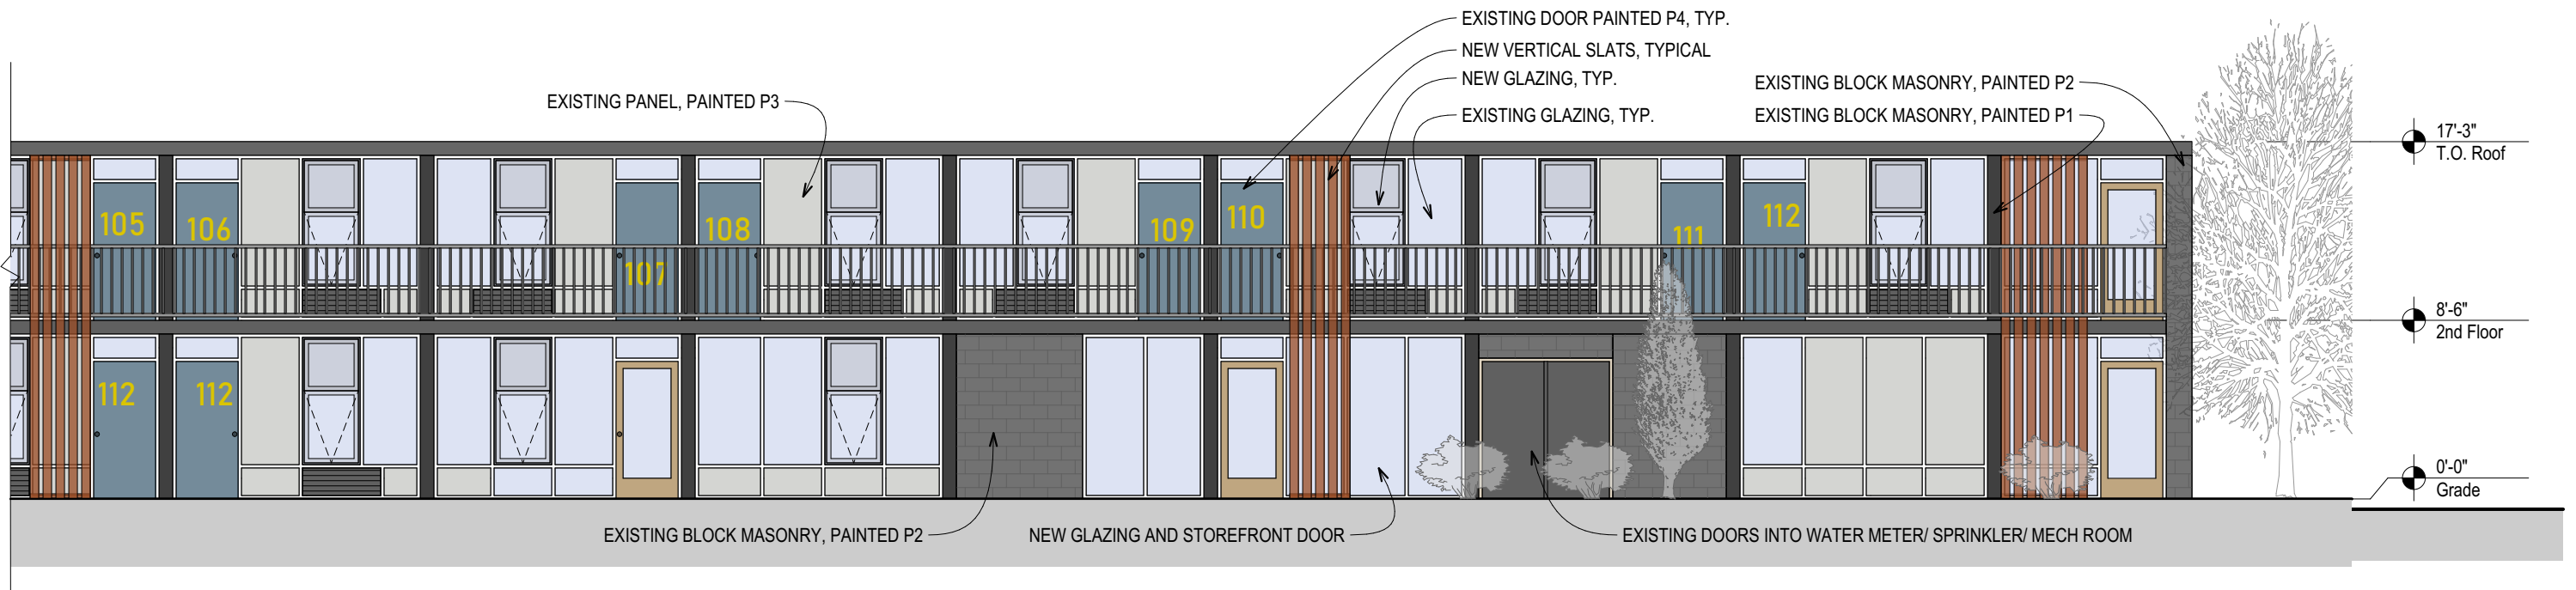 EXISTING DOOR PAINTED P4, TYP.
NEW VERTICAL SLATS, TYPICAL
NEW GLAZING, TYP.
EXISTING GLAZING, TYP.
EXISTING PANEL, PAINTED P3
EXISTING BLOCK MASONRY, PAINTED P2
EXISTING BLOCK MASONRY, PAINTED P1
17'-3"
T.O. Roof
105
106
107
108
109
110
111
112
8'-6"
2nd Floor
112
112
0'-0"
Grade
EXISTING BLOCK MASONRY, PAINTED P2
NEW GLAZING AND STOREFRONT DOOR
EXISTING DOORS INTO WATER METER/ SPRINKLER/ MECH ROOM